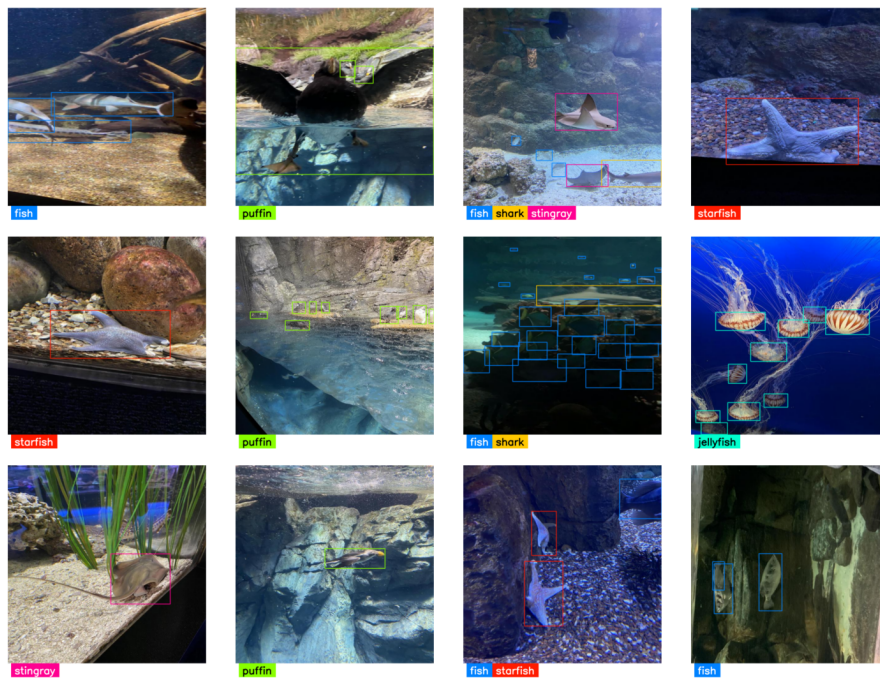 fish
puffin
fish shark stingray
starfish
starfish
puffin
fish shark
jellyfish
stingray
puffin
fish starfish
fish